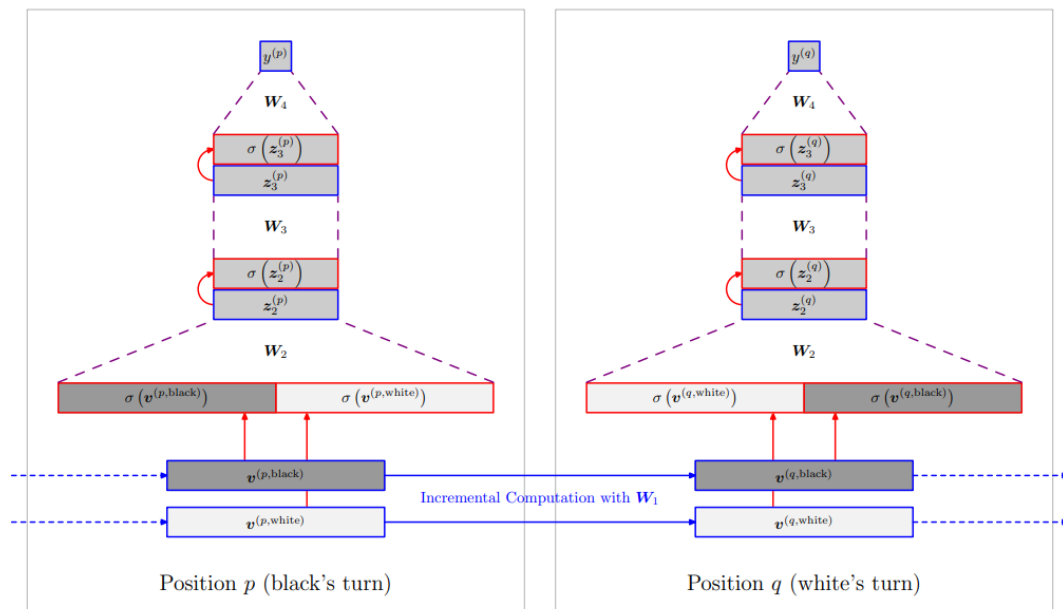 y^(p)
W_4
σ(z_3^(p))
z_3^(p)
W_3
σ(z_2^(p))
z_2^(p)
W_2
σ(v^(p,black)) σ(v^(p,white))
v^(p,black)
v^(p,white)
Position p (black's turn)
Incremental Computation with W_1
y^(q)
W_4
σ(z_3^(q))
z_3^(q)
W_3
σ(z_2^(q))
z_2^(q)
W_2
σ(v^(q,white)) σ(v^(q,black))
v^(q,black)
v^(q,white)
Position q (white's turn)